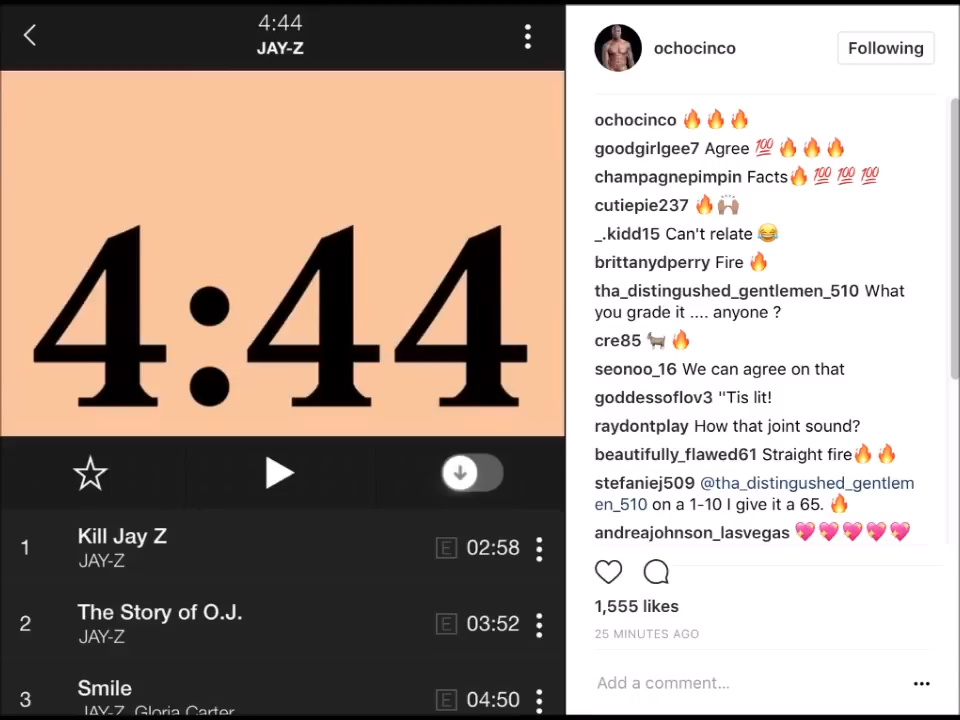 4:44
JAY-Z
4:44
1
Kill Jay Z
JAY-Z
E 02:58
2
The Story of O.J.
JAY-Z
E 03:52
3
Smile
JAY-Z, Gloria Carter
E 04:50
ochocinco
Following
ochocinco 🔥 🔥 🔥
goodgirlgee7 Agree 💯 🔥 🔥 🔥
champagnepimpin Facts🔥 💯 💯 💯
cutiepie237 🔥🙌🏽
_.kidd15 Can't relate 😂
brittanydperry Fire 🔥
tha_distingushed_gentlemen_510 What
you grade it .... anyone ?
cre85 🐐 🔥
seonoo_16 We can agree on that
goddessoflov3 "Tis lit!
raydontplay How that joint sound?
beautifully_flawed61 Straight fire🔥 🔥
stefaniej509 @tha_distingushed_gentlem
en_510 on a 1-10 I give it a 65. 🔥
andreajohnson_lasvegas 💖💖💖💖💖
1,555 likes
25 MINUTES AGO
Add a comment...